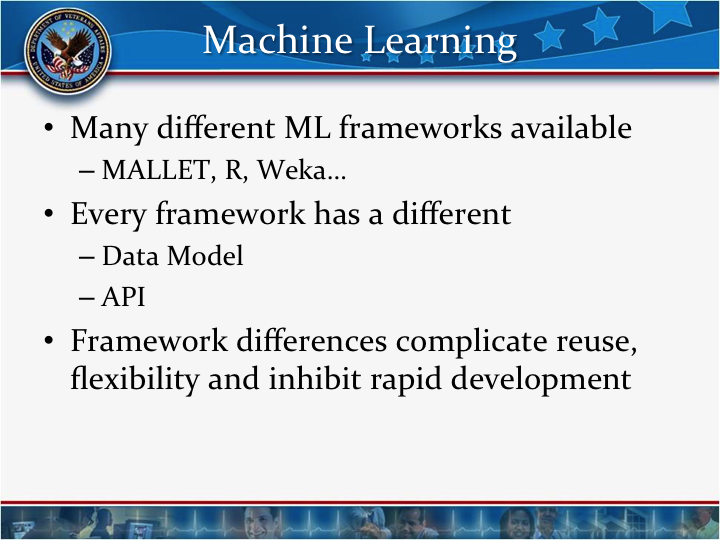 Machine Learning
DEPARTMENT OF VETERANS AFFAIRS
UNITED STATES OF AMERICA
• Many different ML frameworks available
– MALLET, R, Weka…
• Every framework has a different
– Data Model
– API
• Framework differences complicate reuse,
flexibility and inhibit rapid development